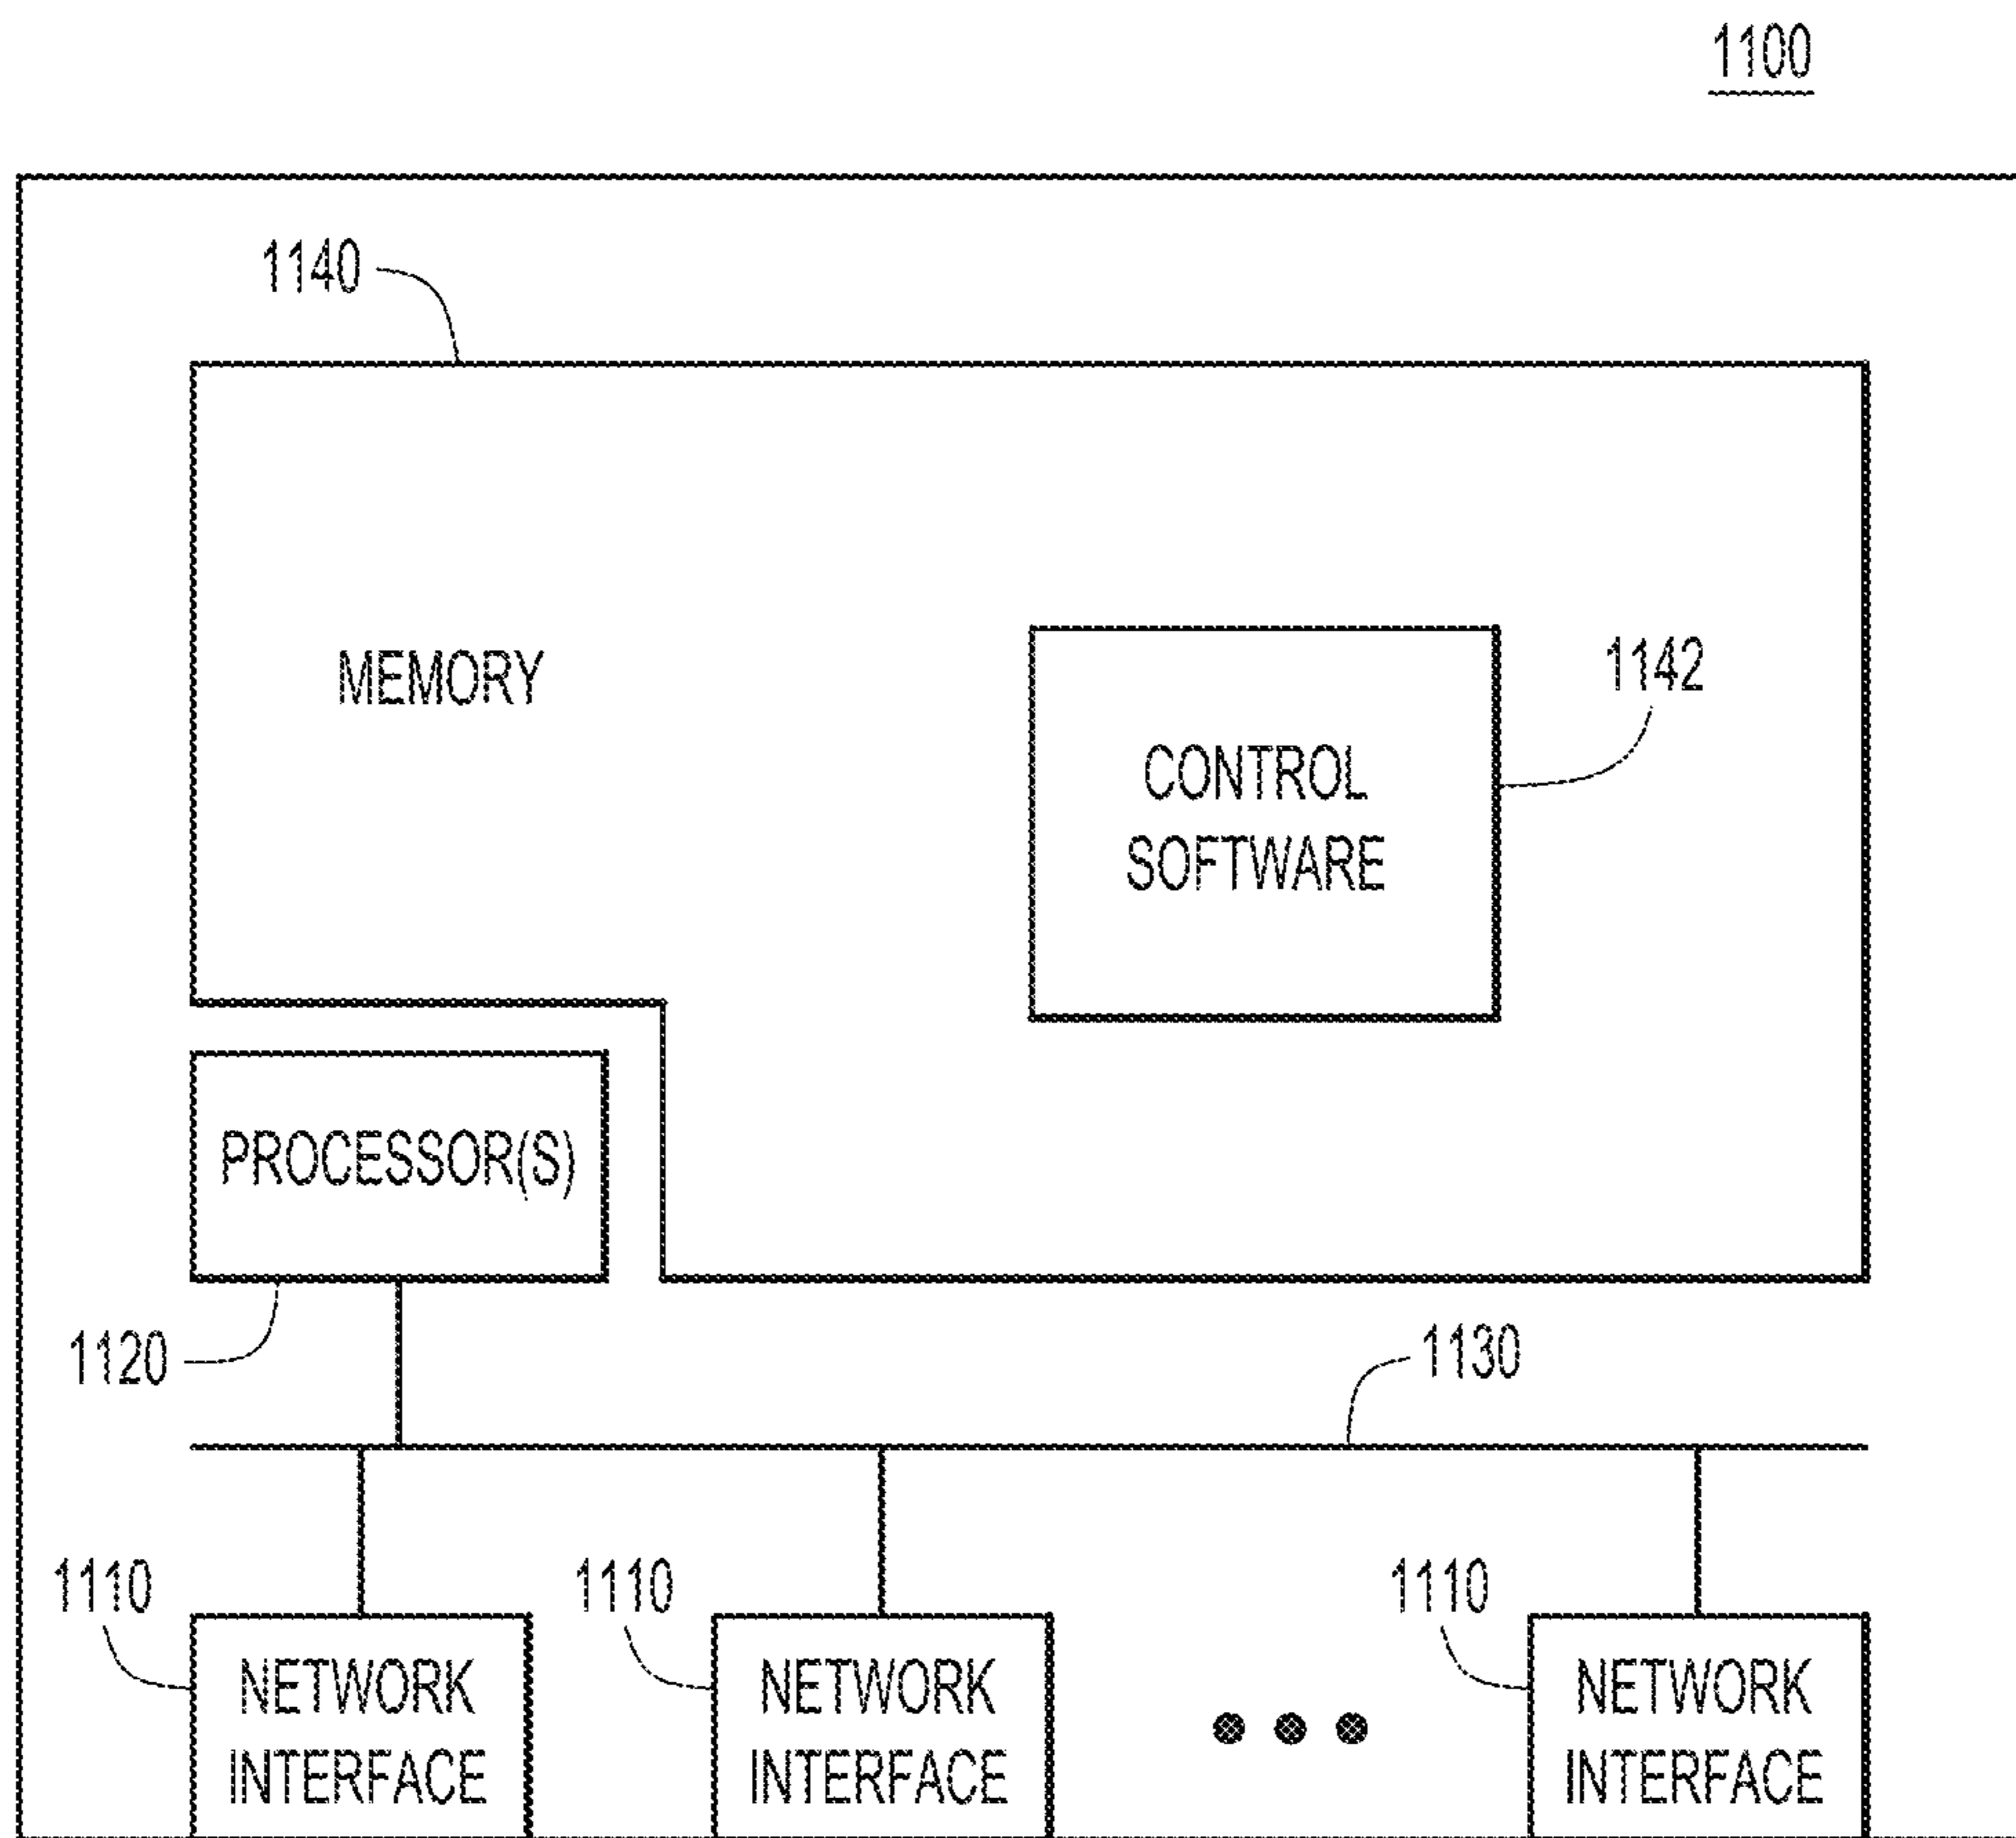 1100
1140
MEMORY
1142
CONTROL
SOFTWARE
PROCESSOR(S)
1120
1130
1110
1110
1110
NETWORK
INTERFACE
NETWORK
INTERFACE
NETWORK
INTERFACE